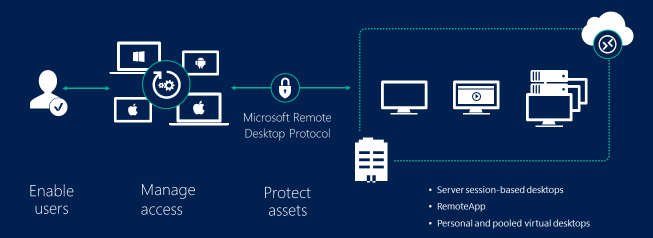 Microsoft Remote
Desktop Protocol
Enable
users
Manage
access
Protect
assets
• Server session-based desktops
• RemoteApp
• Personal and pooled virtual desktops